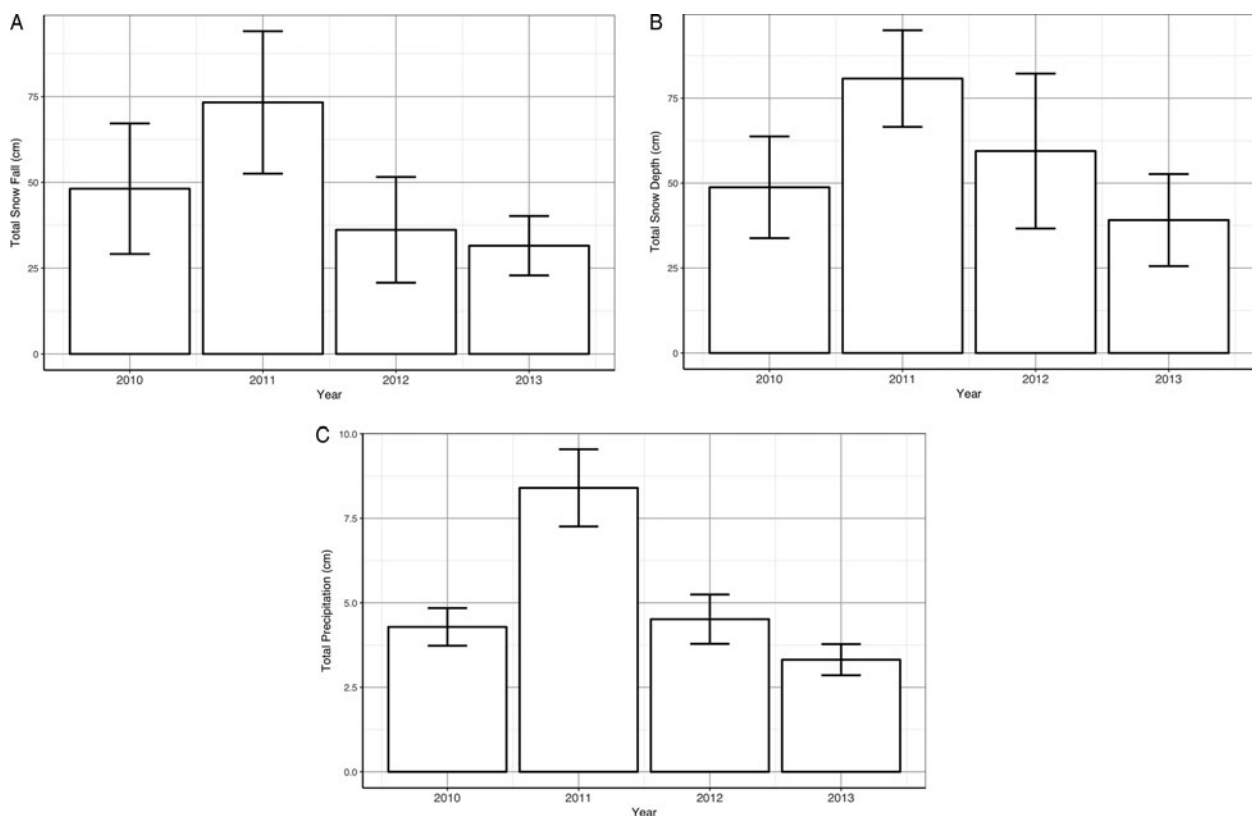 A
Total Snow Fall (cm)
75
50
25
0
2010 2011 2012 2013
Year
B
Total Snow Depth (cm)
75
50
25
0
2010 2011 2012 2013
Year
C
Total Precipitation (cm)
10.0
7.5
5.0
2.5
0.0
2010 2011 2012 2013
Year